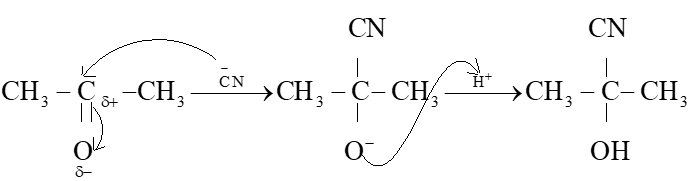 CN CN
CH₃ – C – CH₃ ⁻CN CH₃ – C – CH₃ H⁺ CH₃ – C – CH₃
δ+
O O⁻ OH
δ–